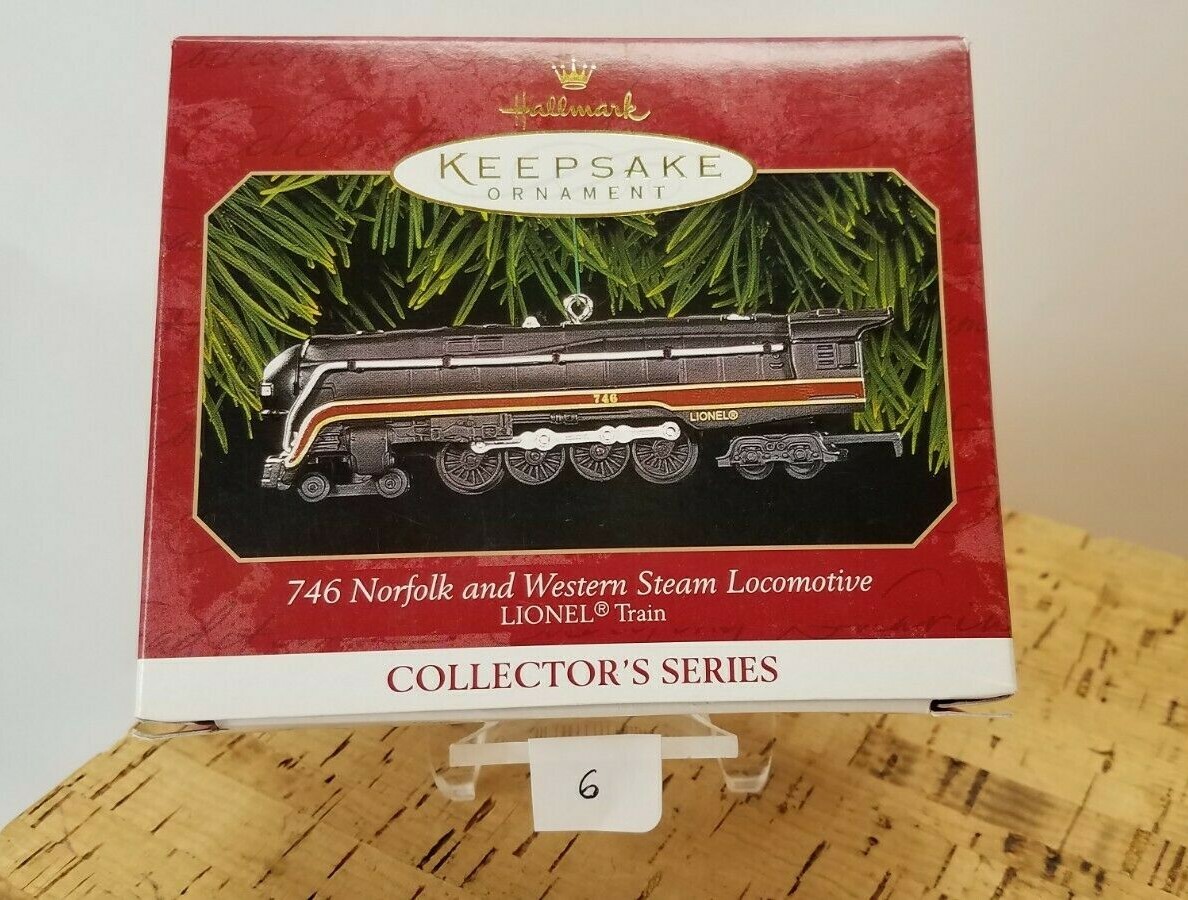 Hallmark
KEEPSAKE
ORNAMENT
746
LIONEL®
746 Norfolk and Western Steam Locomotive
LIONEL® Train
COLLECTOR'S SERIES
6